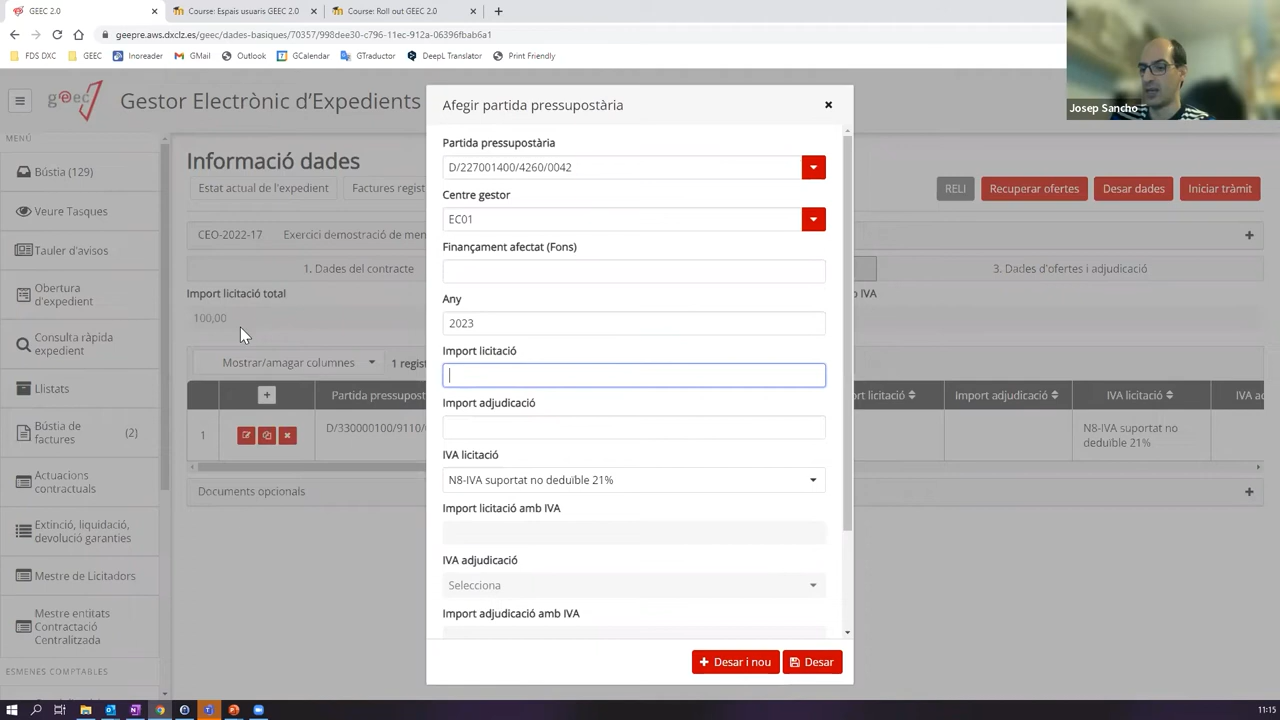 GEEC 2.0
Course: Espais usuaris GEEC 2.0
Course: Roll out GEEC 2.0
geepre.aws.dxclz.es/geec/dades-basiques/70357/998dee30-c796-11ec-912a-06396fbab6a1
FDS DXC
GEEC
Inoreader
GMail
Outlook
GCalendar
GTraductor
DeepL Translator
Print Friendly
Josep Sancho
geec
Gestor Electrònic d'Expedients
MENÚ
Bústia (129)
Veure Tasques
Tauler d'avisos
Obertura
d'expedient
Consulta ràpida
expedient
Llistats
Bústia de
factures
(2)
Actuacions
contractuals
Extinció, liquidació,
devolució garanties
Mestre de Licitadors
Mestre entitats
Contractació
Centralitzada
ESMENES COMPTABLES
Informació dades
Estat actual de l'expedient
Factures regist
RELI
Recuperar ofertes
Desar dades
Iniciar tràmit
CEO-2022-17
Exercici demostració de men
1. Dades del contracte
3. Dades d'ofertes i adjudicació
Import licitació total
IVA
100,00
Mostrar/amagar columnes
1 regist
Partida pressupost
rt licitació
Import adjudicació
IVA licitació
IVA ac
1
D/330000100/9110/
N8-IVA suportat no
deduïble 21%
Documents opcionals
Afegir partida pressupostària
Partida pressupostària
D/227001400/4260/0042
Centre gestor
EC01
Finançament afectat (Fons)
Any
2023
Import licitació
Import adjudicació
IVA licitació
N8-IVA suportat no deduïble 21%
Import licitació amb IVA
IVA adjudicació
Selecciona
Import adjudicació amb IVA
Desar i nou
Desar
11:15